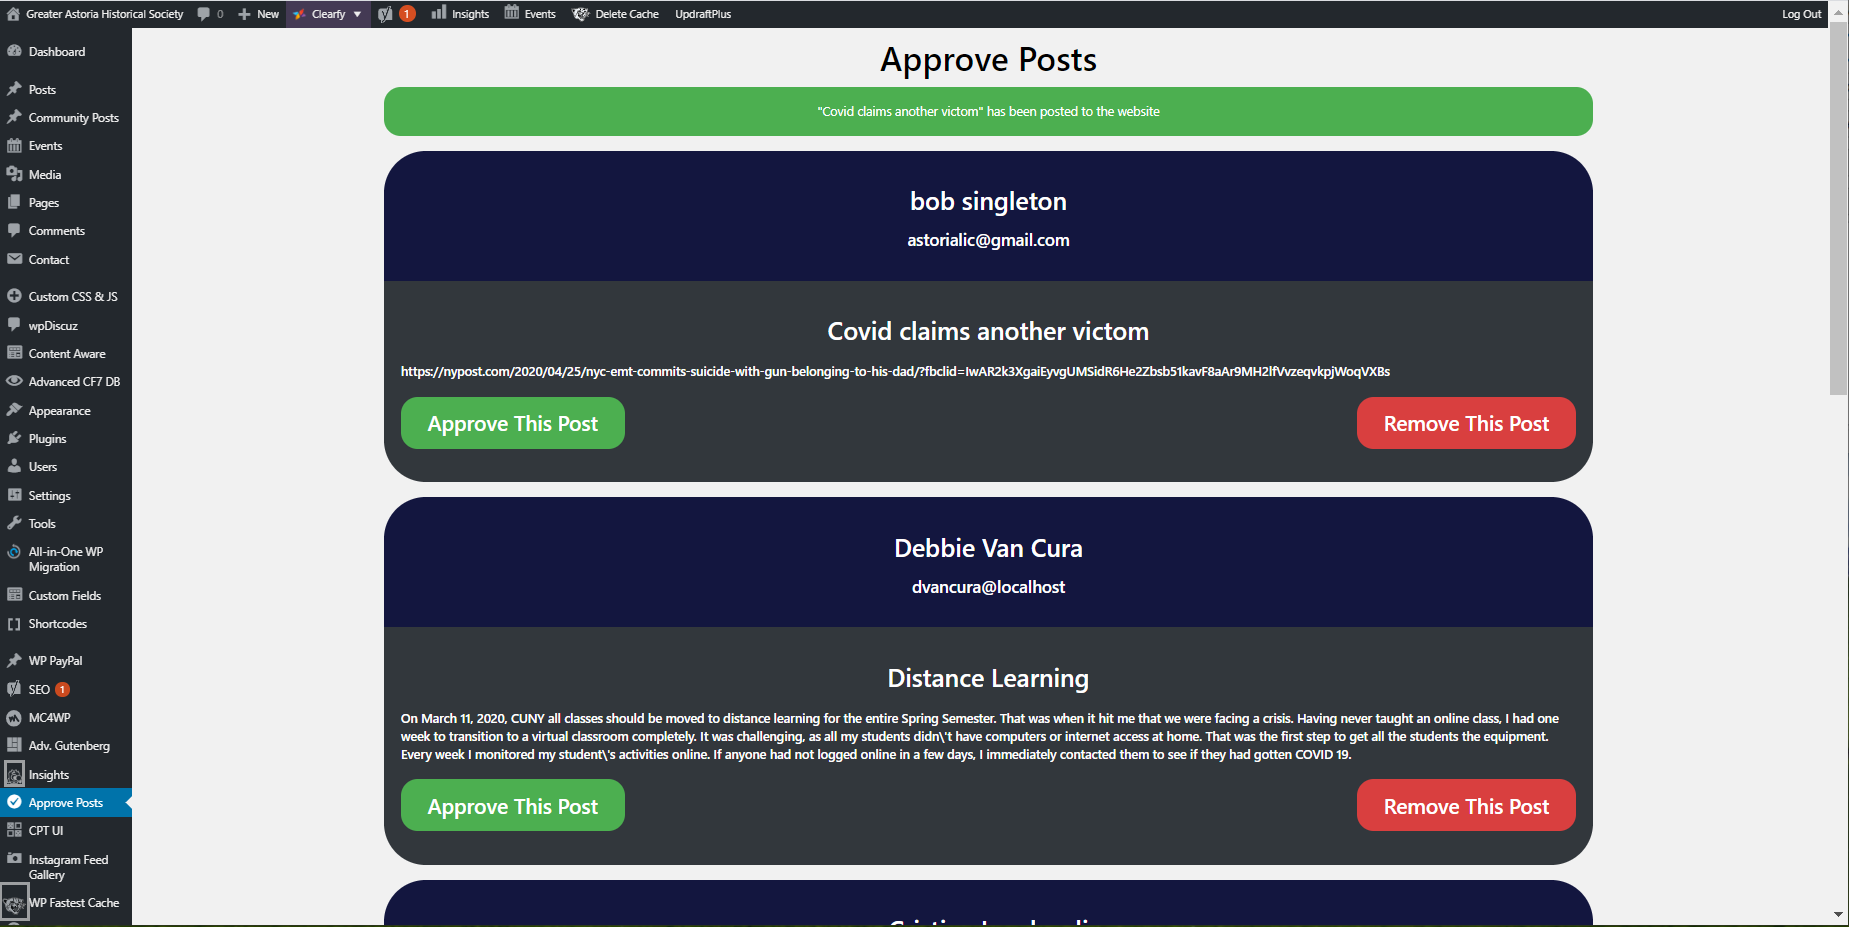 Greater Astoria Historical Society 0 New Clearfy 1 Insights Events Delete Cache UpdraftPlus Log Out
Dashboard
Posts
Community Posts
Events
Media
Pages
Comments
Contact
Custom CSS & JS
wpDiscuz
Content Aware
Advanced CF7 DB
Appearance
Plugins
Users
Settings
Tools
All-in-One WP
Migration
Custom Fields
Shortcodes
WP PayPal
SEO 1
MC4WP
Adv. Gutenberg
Insights
Approve Posts
CPT UI
Instagram Feed
Gallery
WP Fastest Cache
Approve Posts
"Covid claims another victom" has been posted to the website
bob singleton
astorialic@gmail.com
Covid claims another victom
https://nypost.com/2020/04/25/nyc-emt-commits-suicide-with-gun-belonging-to-his-dad/?fbclid=IwAR2k3XgaiEyvgUMSidR6He2Zbsb51kavF8aAr9MH2lfVvzeqvkpjWoqVXBs
Approve This Post Remove This Post
Debbie Van Cura
dvancura@localhost
Distance Learning
On March 11, 2020, CUNY all classes should be moved to distance learning for the entire Spring Semester. That was when it hit me that we were facing a crisis. Having never taught an online class, I had one
week to transition to a virtual classroom completely. It was challenging, as all my students didn\'t have computers or internet access at home. That was the first step to get all the students the equipment.
Every week I monitored my student\'s activities online. If anyone had not logged online in a few days, I immediately contacted them to see if they had gotten COVID 19.
Approve This Post Remove This Post